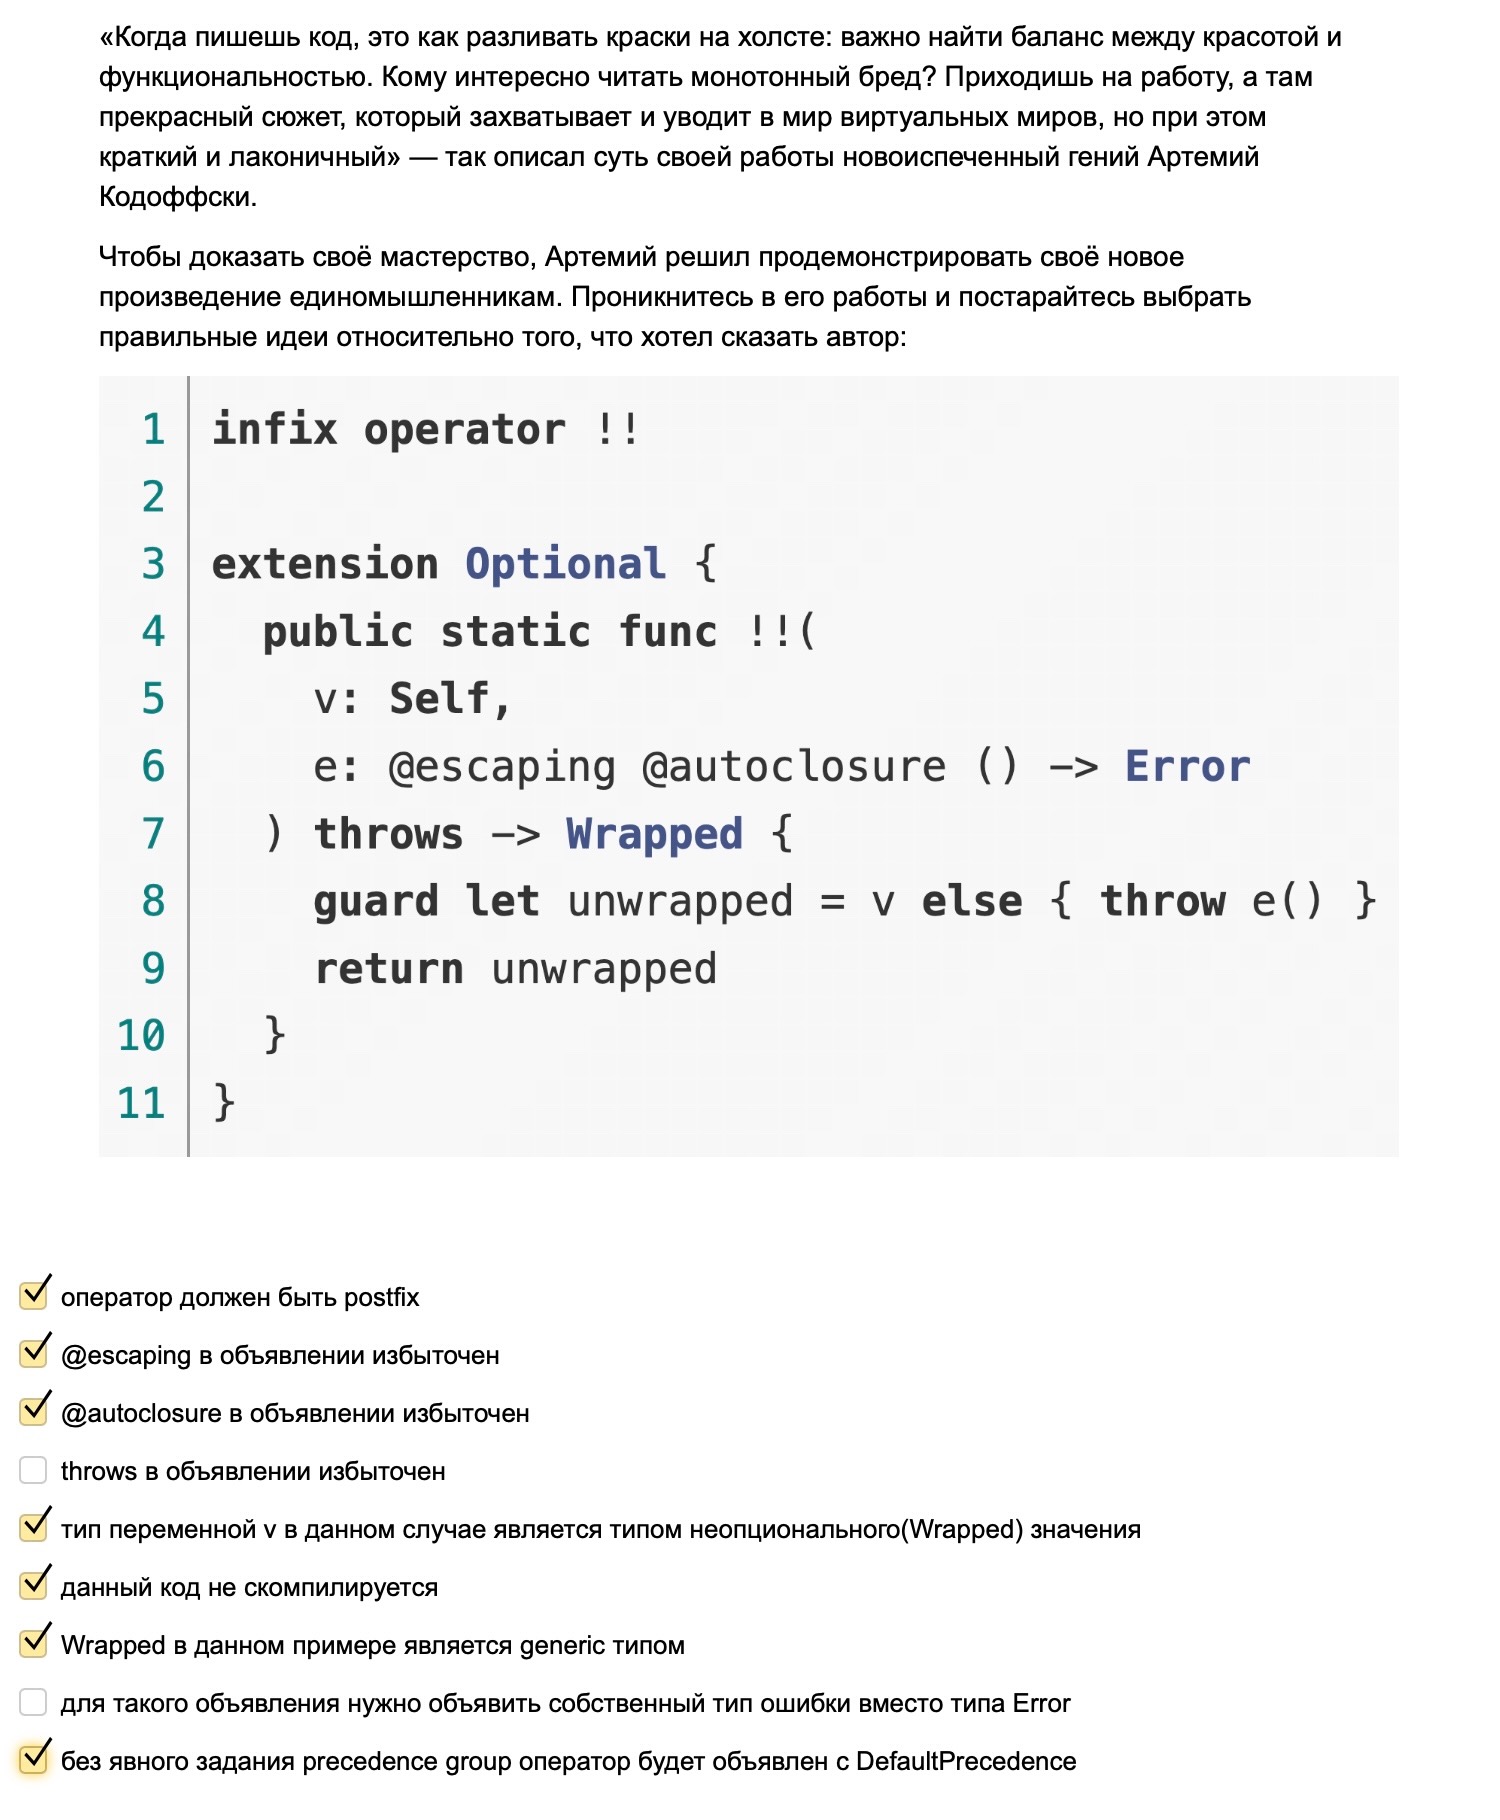 «Когда пишешь код, это как разливать краски на холсте: важно найти баланс между красотой и
функциональностью. Кому интересно читать монотонный бред? Приходишь на работу, а там
прекрасный сюжет, который захватывает и уводит в мир виртуальных миров, но при этом
краткий и лаконичный» — так описал суть своей работы новоиспеченный гений Артемий
Кодоффски.
Чтобы доказать своё мастерство, Артемий решил продемонстрировать своё новое
произведение единомышленникам. Проникнитесь в его работы и постарайтесь выбрать
правильные идеи относительно того, что хотел сказать автор:
1 infix operator !!
2
3 extension Optional {
4 public static func !!(
5 v: Self,
6 e: @escaping @autoclosure () -> Error
7 ) throws -> Wrapped {
8 guard let unwrapped = v else { throw e() }
9 return unwrapped
10 }
11 }
оператор должен быть postfix
@escaping в объявлении избыточен
@autoclosure в объявлении избыточен
throws в объявлении избыточен
тип переменной v в данном случае является типом неопционального(Wrapped) значения
данный код не скомпилируется
Wrapped в данном примере является generic типом
для такого объявления нужно объявить собственный тип ошибки вместо типа Error
без явного задания precedence group оператор будет объявлен с DefaultPrecedence